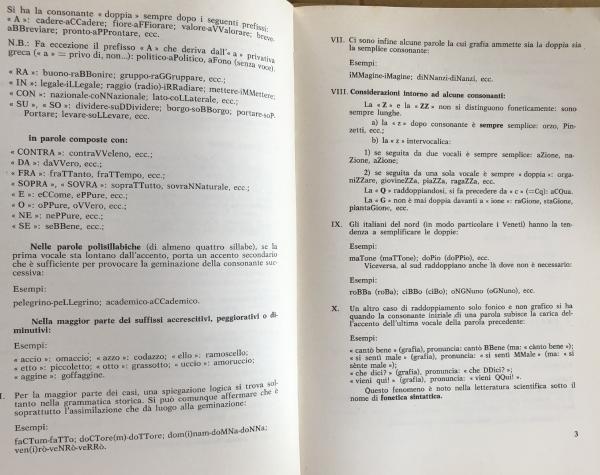 Si ha la consonante « doppia » sempre dopo i seguenti prefissi:
« A »: cadere-aCCadere; fiore-aFFiorare; valore-aVValorare; breve-
aBBreviare; pronto-aPProntare, ecc.
N.B.: Fa eccezione il prefisso « A » che deriva dall'« a » privativa
greca (« a » = privo di, non...): politico-aPolitico, aFono (senza voce).
« RA »: buono-raBBonire; gruppo-raGGruppare, ecc.;
« IN »: legale-iLLegale; raggio (radio)-iRRadiare; mettere-iMMettere;
« CON »: nazionale-coNNazionale; lato-coLLaterale, ecc.;
« SU », « SO »: dividere-suDDividere; borgo-soBBorgo; portare-soP-
Portare; levare-soLLevare, ecc.
in parole composte con:
« CONTRA »: contraVVeleno, ecc.;
« DA »: daVVero, ecc.;
« FRA »: fraTTanto, fraTTempo, ecc.;
« SOPRA », « SOVRA »: sopraTTutto, sovraNNaturale, ecc.;
« E »: eCCome, ePPure, ecc.;
« O »: oPPure, oVVero, ecc.;
« NE »: nePPure, ecc.;
« SE »: seBBene, ecc.;
Nelle parole polisillabiche (di almeno quattro sillabe), se la
prima vocale sta lontano dall'accento, porta un accento secondario
che è sufficiente per provocare la geminazione della consonante suc-
cessiva:
Esempi:
pelegrino-peLLegrino; academico-aCCademico.
Nella maggior parte dei suffissi accrescitivi, peggiorativi o di-
minutivi:
Esempi:
« accio »: omaccio; « azzo »: codazzo; « ello »: ramoscello;
« etto »: piccoletto; « otto »: grassotto; « uccio »: amoruccio;
« aggine »: goffaggine.
I. Per la maggior parte dei casi, una spiegazione logica si trova sol-
tanto nella grammatica storica. Si può comunque affermare che è
soprattutto l'assimilazione che dà luogo alla geminazione:
Esempi:
faCTum-faTTo; doCTore(m)-doTTore; dom(i)nam-doMNa-doNNa;
ven(i)rò-veNRò-veRRò.
VII. Ci sono infine alcune parole la cui grafia ammette sia la doppia sia
la semplice consonante:
Esempi:
iMMagine-iMagine; diNNanzi-diNanzi, ecc.
VIII. Considerazioni intorno ad alcune consonanti:
La « Z » e la « ZZ » non si distinguono foneticamente: sono
sempre lunghe.
a) la « z » dopo consonante è sempre semplice: orzo, Pin-
zetti, ecc.;
b) la « z » intervocalica:
1) se seguita da due vocali è sempre semplice: aZione, na-
Zione, aZione;
2) se seguita da una sola vocale è sempre « doppia »: orga-
niZZare, giovineZZa, piaZZa, ragaZZa, ecc.
La « Q » raddoppiandosi, si fa precedere da « c » (=Cq): aCQua.
La « G » non è mai doppia davanti a « ione »: raGione, staGione,
piantaGione, ecc.
IX. Gli italiani del nord (in modo particolare i Veneti) hanno la ten-
denza a semplificare le doppie:
Esempi:
maTone (maTTone); doPio (doPPio), ecc.
Viceversa, al sud raddoppiano anche là dove non è necessario:
Esempi:
roBBa (roBa); ciBBo (ciBo); oNGNuno (oGNuno), ecc.
X. Un altro caso di raddoppiamento solo fonico e non grafico si ha
quando la consonante iniziale di una parola subisce la carica del-
l'accento dell'ultima vocale della parola precedente:
Esempi:
« cantò bene » (grafia), pronuncia: cantò BBene (ma: « cànto bene »);
« si sentì male » (grafia), pronuncia: « si sentì MMale » (ma: « si
sènte male »);
« che dici? » (grafia), pronuncia: « che DDici? »;
« vieni qui! » (grafia), pronuncia: « vieni QQui! ».
Questo fenomeno è noto nella letteratura scientifica sotto il
nome di fonetica sintattica.
3